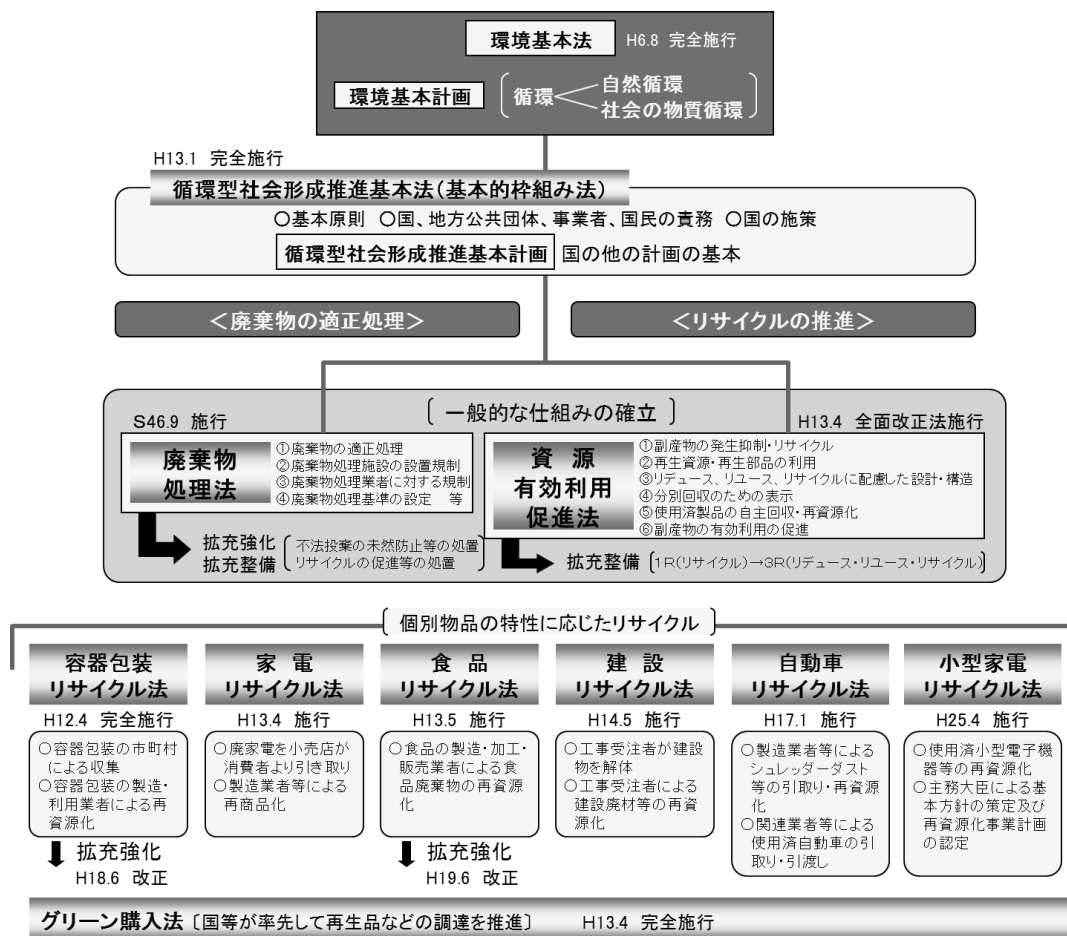 環境基本法 H6.8 完全施行
環境基本計画 循環 自然循環
社会の物質循環
H13.1 完全施行
循環型社会形成推進基本法(基本的枠組み法)
○基本原則 ○国、地方公共団体、事業者、国民の責務 ○国の施策
循環型社会形成推進基本計画 国の他の計画の基本
<廃棄物の適正処理>
<リサイクルの推進>
〔一般的な仕組みの確立〕
S46.9 施行
廃棄物
処理法
①廃棄物の適正処理
②廃棄物処理施設の設置規制
③廃棄物処理業者に対する規制
④廃棄物処理基準の設定 等
拡充強化 不法投棄の未然防止等の処置
拡充整備 リサイクルの促進等の処置
H13.4 全面改正法施行
資 源
有効利用
促進法
①副産物の発生抑制・リサイクル
②再生資源・再生部品の利用
③リデュース、リユース、リサイクルに配慮した設計・構造
④分別回収のための表示
⑤使用済製品の自主回収・再資源化
⑥副産物の有効利用の促進
拡充整備 〔1R(リサイクル)→3R(リデュース・リユース・リサイクル)〕
〔個別物品の特性に応じたリサイクル〕
容器包装
リサイクル法
H12.4 完全施行
○容器包装の市町村
による収集
○容器包装の製造・
利用業者による再
資源化
拡充強化
H18.6 改正
家 電
リサイクル法
H13.4 施行
○廃家電を小売店が
消費者より引き取り
○製造業者等による
再商品化
食 品
リサイクル法
H13.5 施行
○食品の製造・加工・
販売業者による食
品廃棄物の再資源
化
拡充強化
H19.6 改正
建 設
リサイクル法
H14.5 施行
○工事受注者が建設
物を解体
○工事受注者による
建設廃材等の再資
源化
自動車
リサイクル法
H17.1 施行
○製造業者等による
シュレッダーダスト
等の引取り・再資源
化
○関連業者等による
使用済自動車の引
取り・引渡し
小型家電
リサイクル法
H25.4 施行
○使用済小型電子機
器等の再資源化
○主務大臣による基
本方針の策定及び
再資源化事業計画
の認定
グリーン購入法〔国等が率先して再生品などの調達を推進〕 H13.4 完全施行